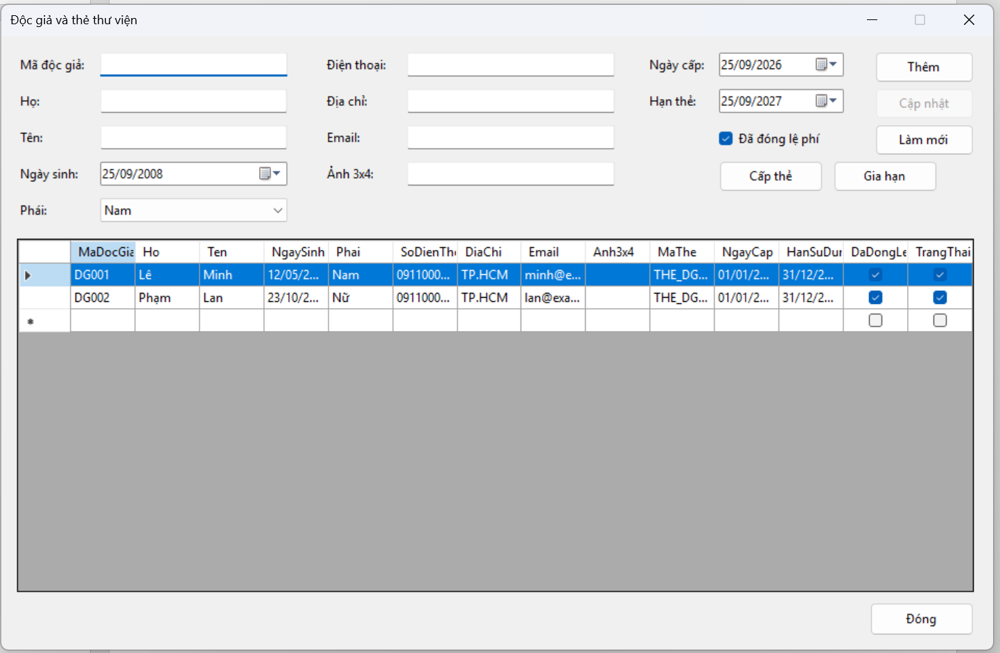 Độc giả và thẻ thư viện
Mã độc giả: Điện thoại: Ngày cấp: 25/09/2026 Thêm
Họ: Địa chỉ: Hạn thẻ: 25/09/2027 Cập nhật
Tên: Email: Đã đóng lệ phí Làm mới
Ngày sinh: 25/09/2008 Ảnh 3x4: Cấp thẻ Gia hạn
Phái: Nam
MaDocGia Ho Ten NgaySinh Phai SoDienTho DiaChi Email Anh3x4 MaThe NgayCap HanSuDun DaDongLe TrangThai
DG001 Lê Minh 12/05/2... Nam 0911000... TP.HCM minh@e... THE_DG... 01/01/2... 31/12/2...
DG002 Phạm Lan 23/10/2... Nữ 0911000... TP.HCM lan@exa... THE_DG... 01/01/2... 31/12/2...
Đóng